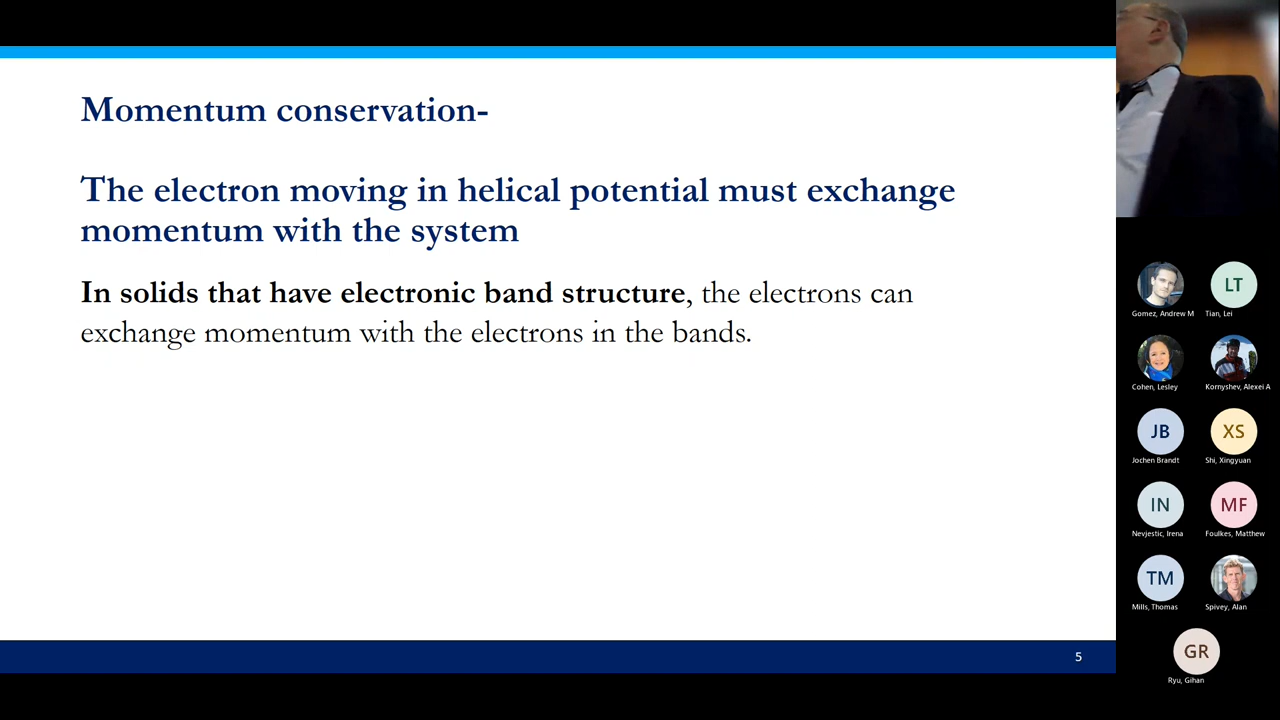 Momentum conservation-
The electron moving in helical potential must exchange
momentum with the system
In solids that have electronic band structure, the electrons can
exchange momentum with the electrons in the bands.
5
Gomez, Andrew M
LT
Tian, Lei
Cohen, Lesley
Kornyshev, Alexei A
JB
Jochen Brandt
XS
Shi, Xingyuan
IN
Nevjestic, Irena
MF
Foulkes, Matthew
TM
Mills, Thomas
Spivey, Alan
GR
Ryu, Gihan